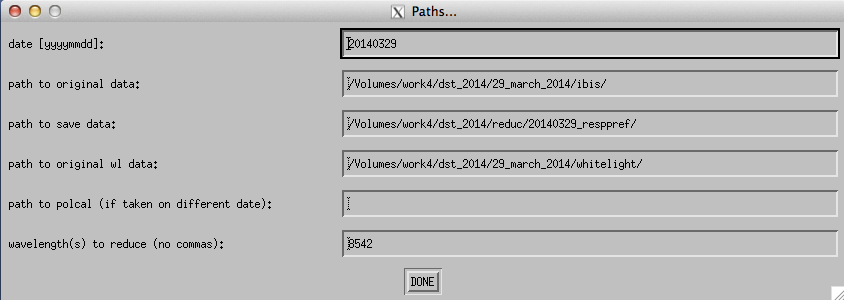 Paths...
date [yyyymmdd]: 20140329
path to original data: /Volumes/work4/dst_2014/29_march_2014/ibis/
path to save data: /Volumes/work4/dst_2014/reduc/20140329_resppref/
path to original wl data: /Volumes/work4/dst_2014/29_march_2014/whitelight/
path to polcal (if taken on different date):
wavelength(s) to reduce (no commas): 8542
DONE